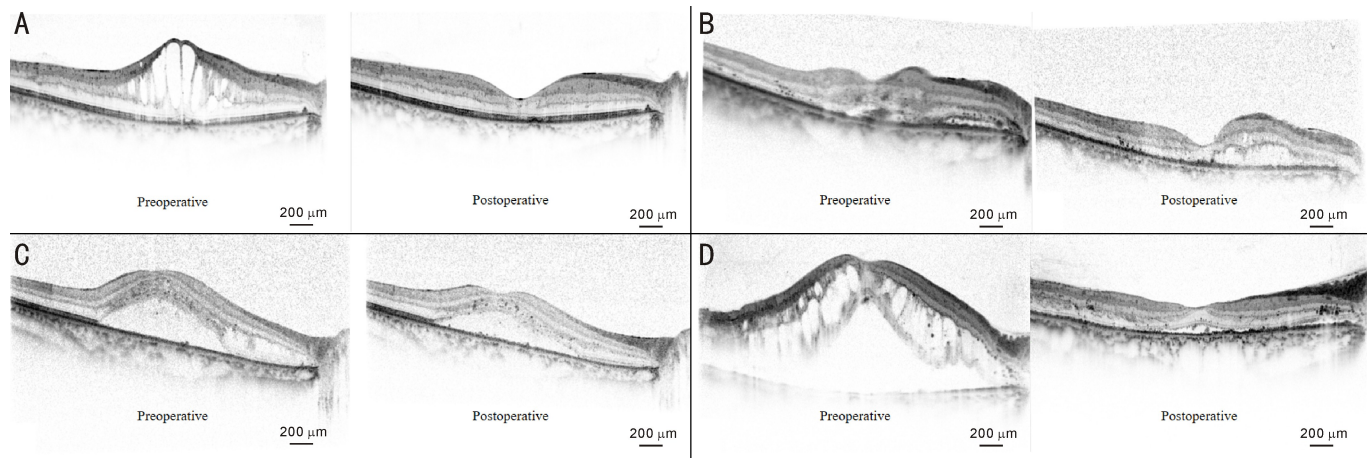 A
Preoperative
200 μm
Postoperative
200 μm
B
Preoperative
200 μm
Postoperative
200 μm
C
Preoperative
200 μm
Postoperative
200 μm
D
Preoperative
200 μm
Postoperative
200 μm